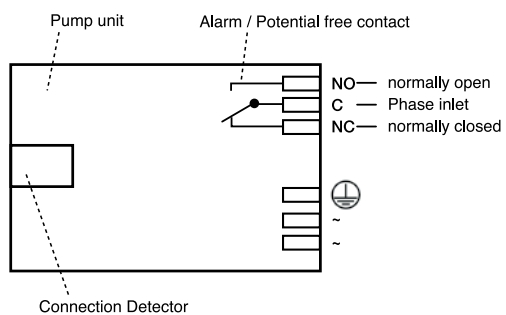 Pump unit
Alarm / Potential free contact
NO normally open
C Phase inlet
NC normally closed
~
~
Connection Detector